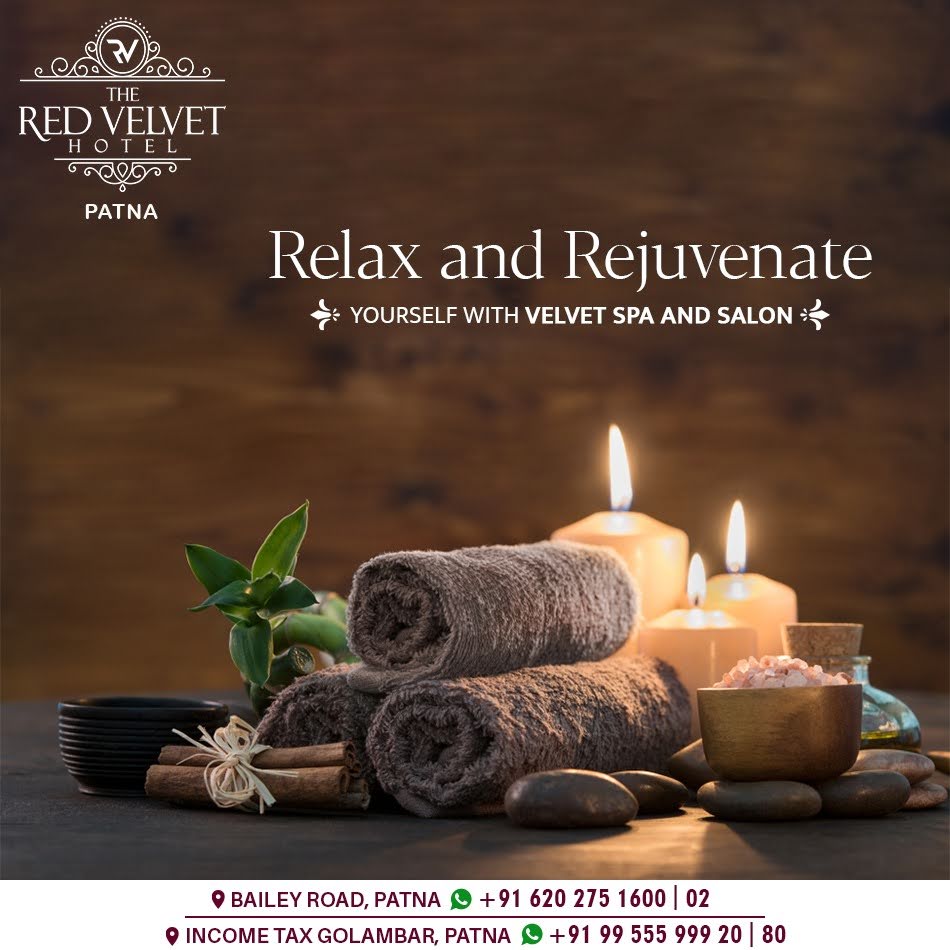 RV
THE
RED VELVET
HOTEL
PATNA
Relax and Rejuvenate
YOURSELF WITH VELVET SPA AND SALON
BAILEY ROAD, PATNA +91 620 275 1600 | 02
INCOME TAX GOLAMBAR, PATNA +91 99 555 999 20 | 80